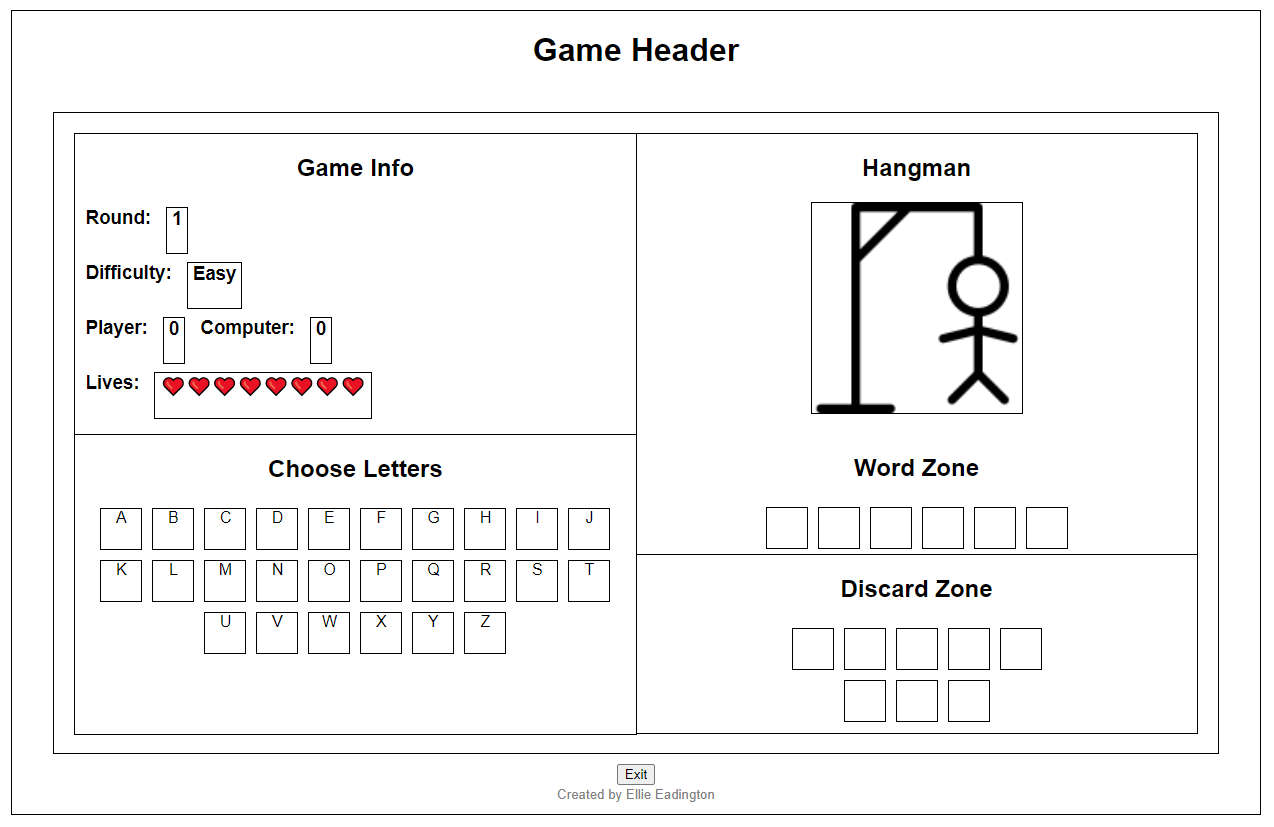 Game Header
Game Info
Round: 1
Difficulty: Easy
Player: 0 Computer: 0
Lives:
Choose Letters
A B C D E F G H I J
K L M N O P Q R S T
U V W X Y Z
Hangman
Word Zone
Discard Zone
Exit
Created by Ellie Eadington